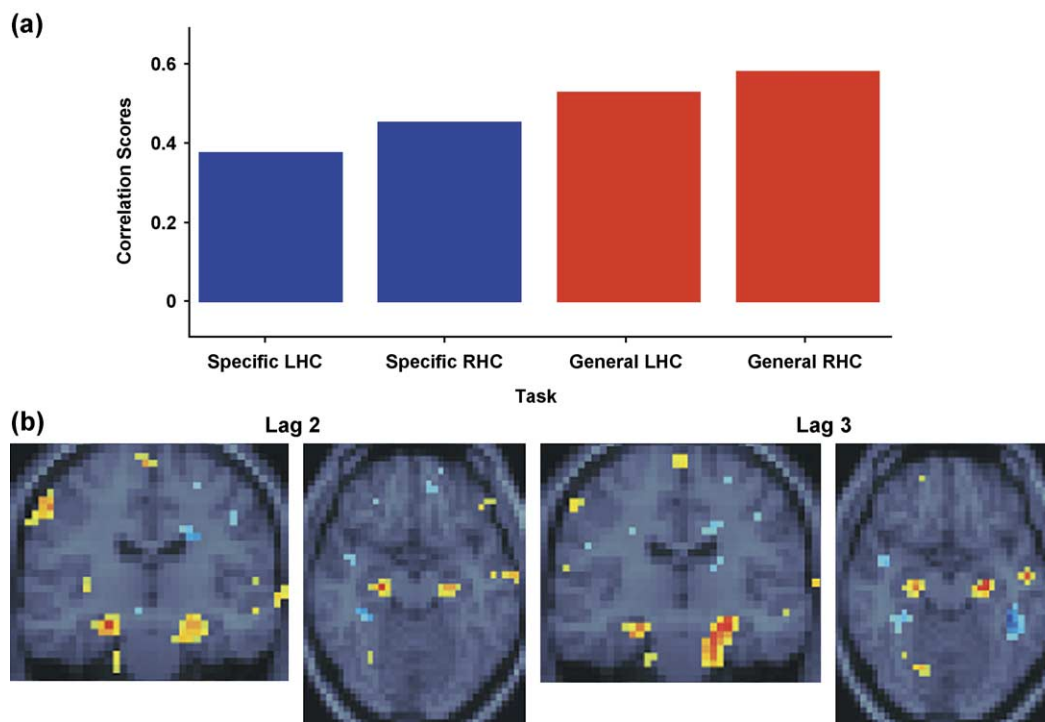 (a)
0.6
0.4
0.2
0
Correlation Scores
Specific LHC
Specific RHC
General LHC
General RHC
Task
(b)
Lag 2
Lag 3